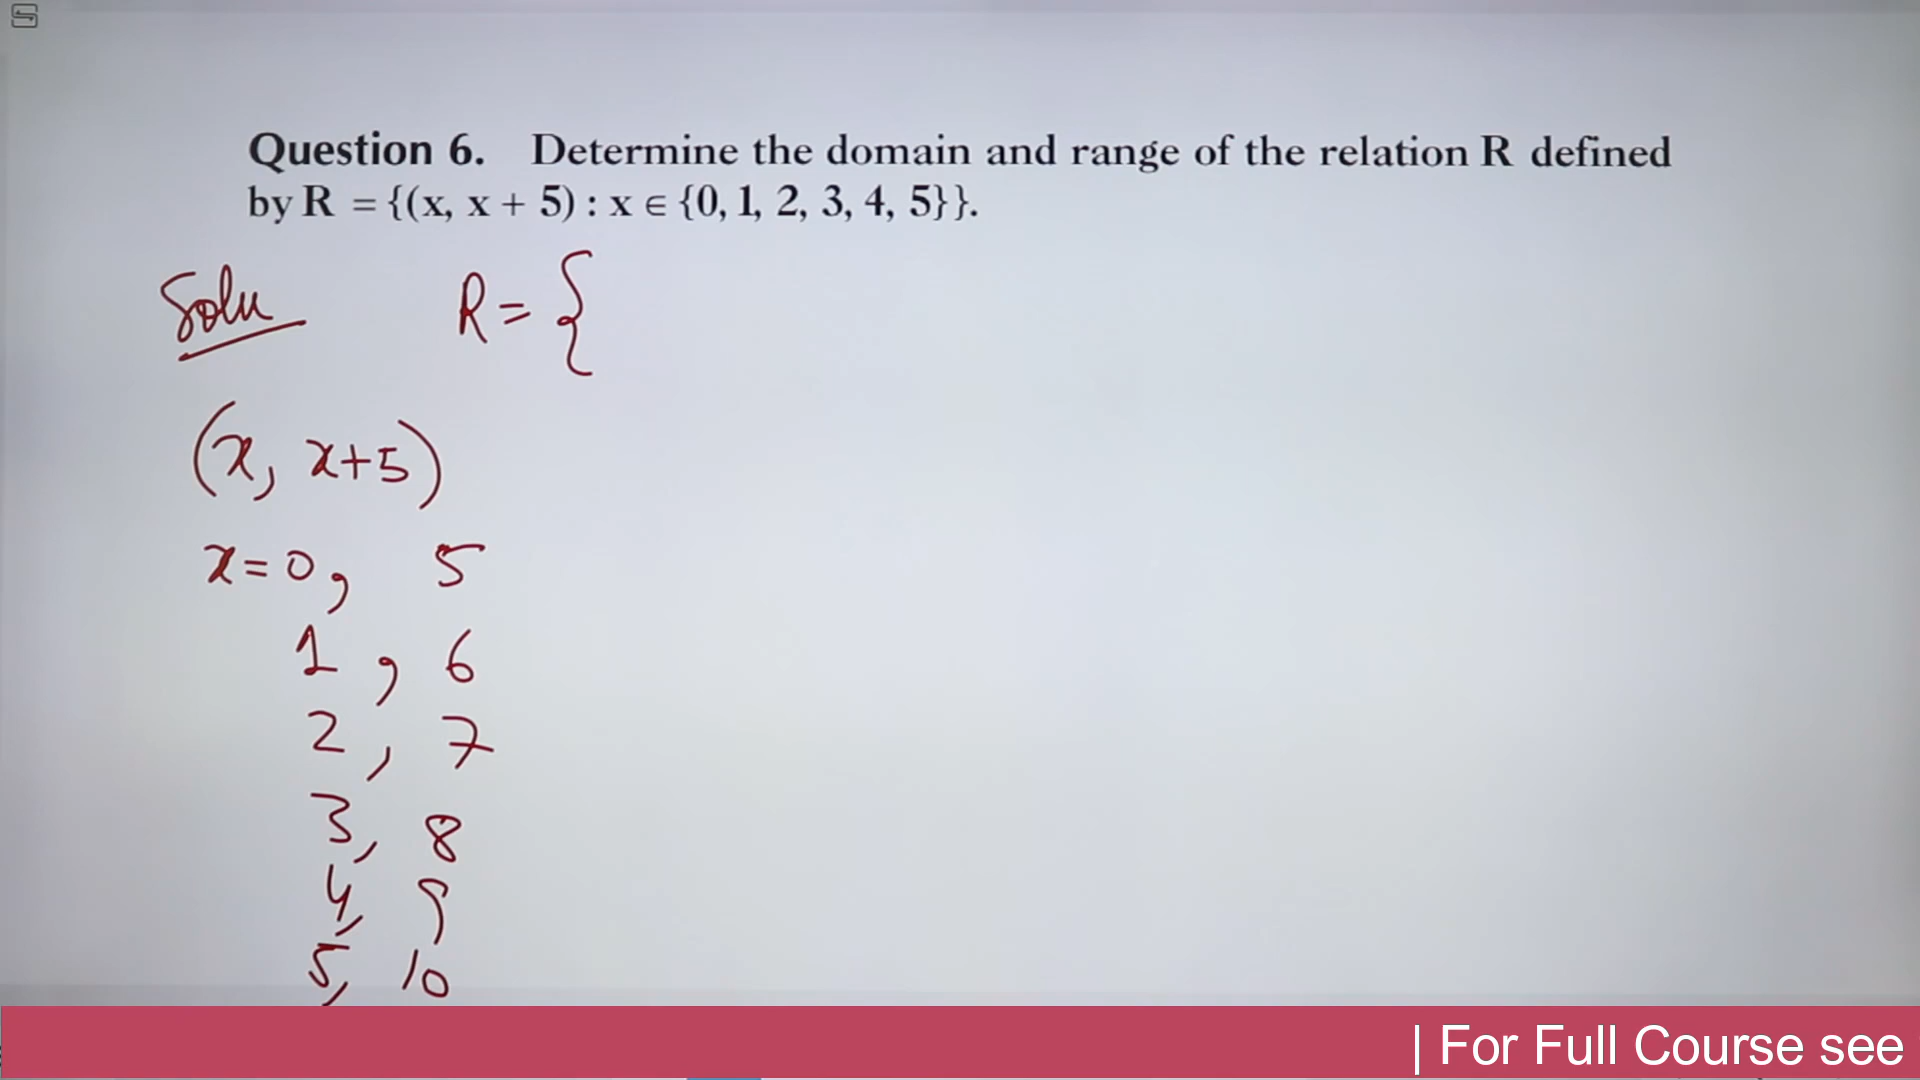 Question 6. Determine the domain and range of the relation R defined
by R = {(x, x + 5) : x ∈ {0, 1, 2, 3, 4, 5}}.
Solu R = {
(x, x+5)
x = 0, 5
1, 6
2, 7
3, 8
4, 9
5, 10
| For Full Course see